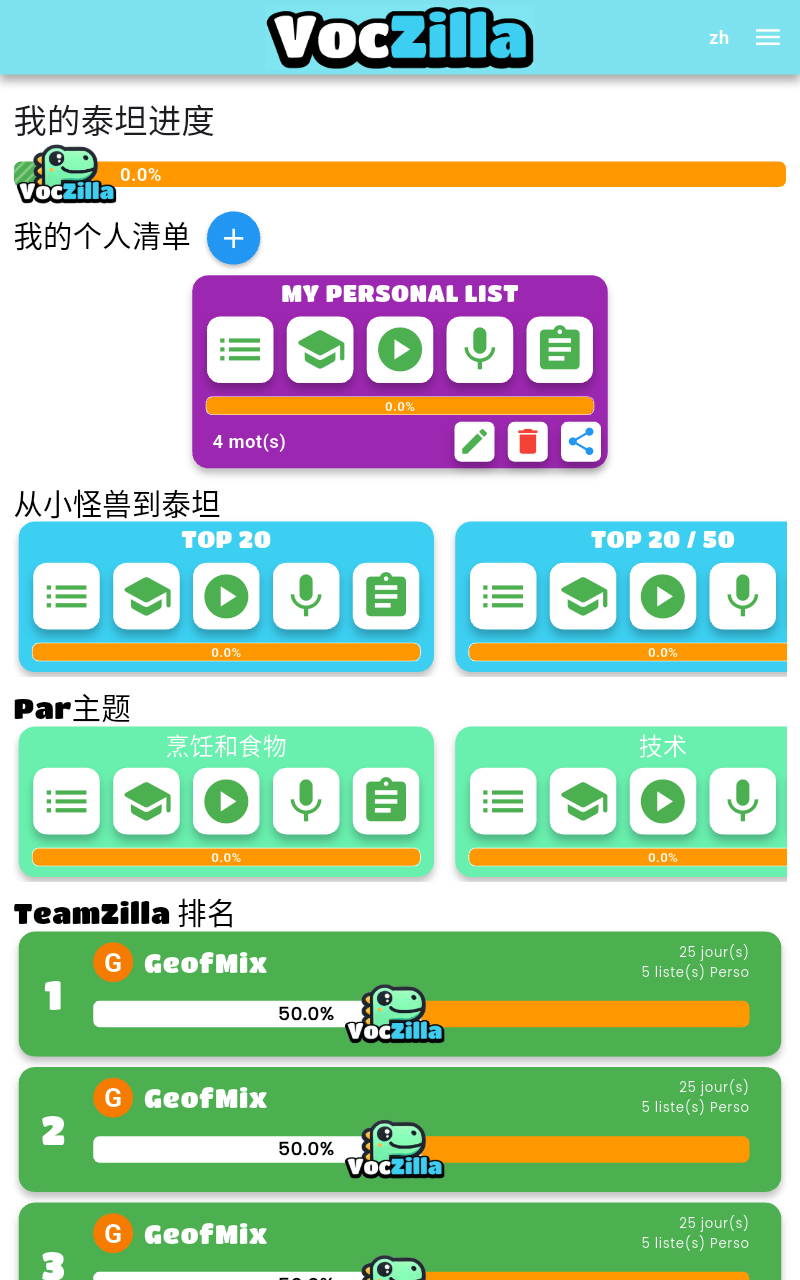 VocZilla
zh
我的泰坦进度
VocZilla
0.0%
我的个人清单
MY PERSONAL LIST
0.0%
4 mot(s)
从小怪兽到泰坦
TOP 20
0.0%
TOP 20 / 50
0.0%
Par主题
烹饪和食物
0.0%
技术
0.0%
TeamZilla 排名
1
G
GeofMix
25 jour(s)
5 liste(s) Perso
50.0%
VocZilla
2
G
GeofMix
25 jour(s)
5 liste(s) Perso
50.0%
VocZilla
3
G
GeofMix
25 jour(s)
5 liste(s) Perso
50.0%